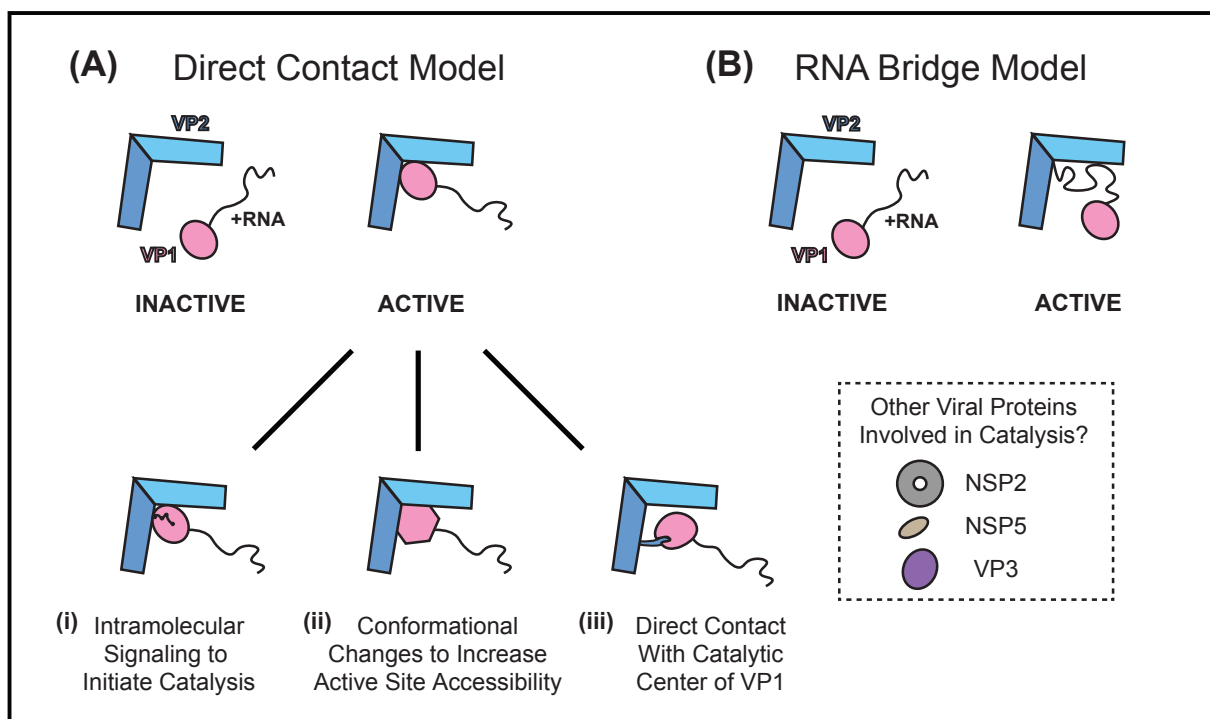 (A) Direct Contact Model
VP2
+RNA
VP1
INACTIVE
ACTIVE
(i) Intramolecular
Signaling to
Initiate Catalysis
(ii) Conformational
Changes to Increase
Active Site Accessibility
(iii) Direct Contact
With Catalytic
Center of VP1
(B) RNA Bridge Model
VP2
+RNA
VP1
INACTIVE
ACTIVE
Other Viral Proteins
Involved in Catalysis?
NSP2
NSP5
VP3